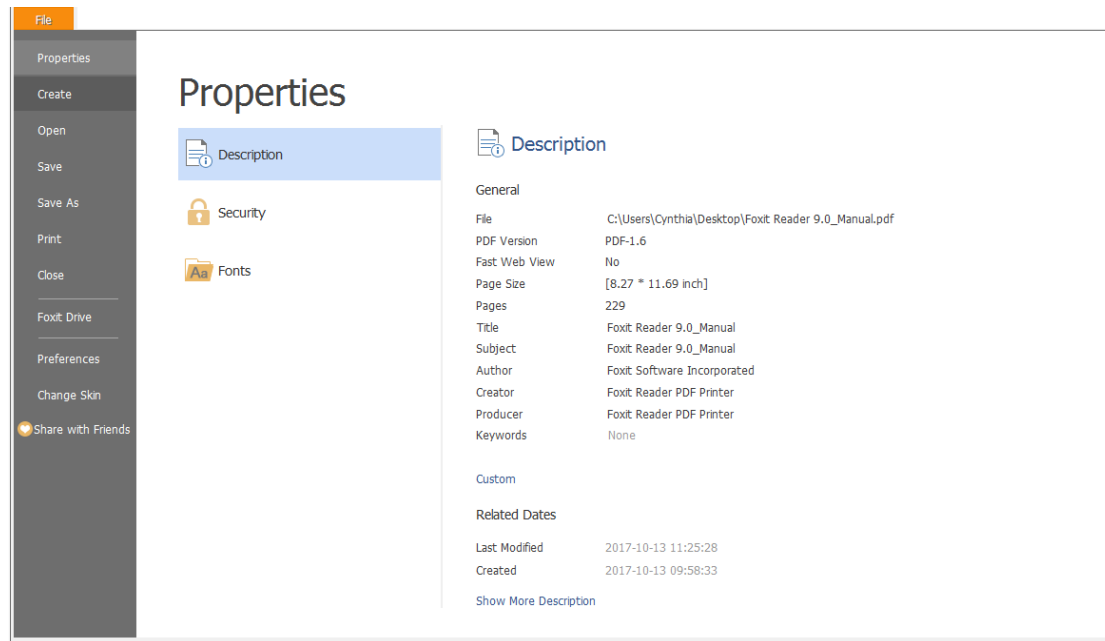 File
Properties
Create
Open
Save
Save As
Print
Close
Foxit Drive
Preferences
Change Skin
Share with Friends
Properties
Description
Security
Aa Fonts
Description
General
File C:\Users\Cynthia\Desktop\Foxit Reader 9.0_Manual.pdf
PDF Version PDF-1.6
Fast Web View No
Page Size [8.27 * 11.69 inch]
Pages 229
Title Foxit Reader 9.0_Manual
Subject Foxit Reader 9.0_Manual
Author Foxit Software Incorporated
Creator Foxit Reader PDF Printer
Producer Foxit Reader PDF Printer
Keywords None
Custom
Related Dates
Last Modified 2017-10-13 11:25:28
Created 2017-10-13 09:58:33
Show More Description